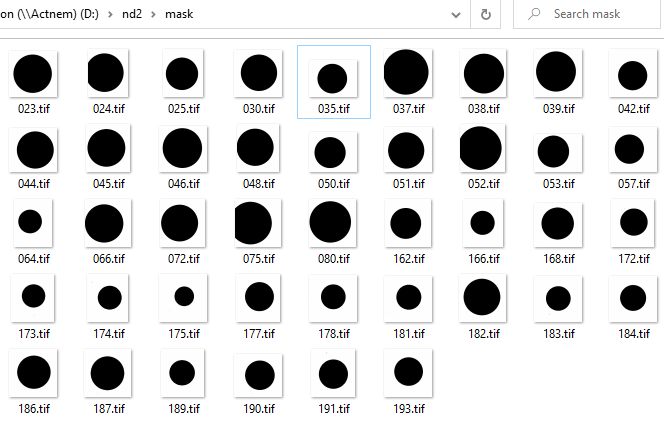 on (\\Actnem) (D:) > nd2 > mask
Search mask
023.tif 024.tif 025.tif 030.tif 035.tif 037.tif 038.tif 039.tif 042.tif
044.tif 045.tif 046.tif 048.tif 050.tif 051.tif 052.tif 053.tif 057.tif
064.tif 066.tif 072.tif 075.tif 080.tif 162.tif 166.tif 168.tif 172.tif
173.tif 174.tif 175.tif 177.tif 178.tif 181.tif 182.tif 183.tif 184.tif
186.tif 187.tif 189.tif 190.tif 191.tif 193.tif